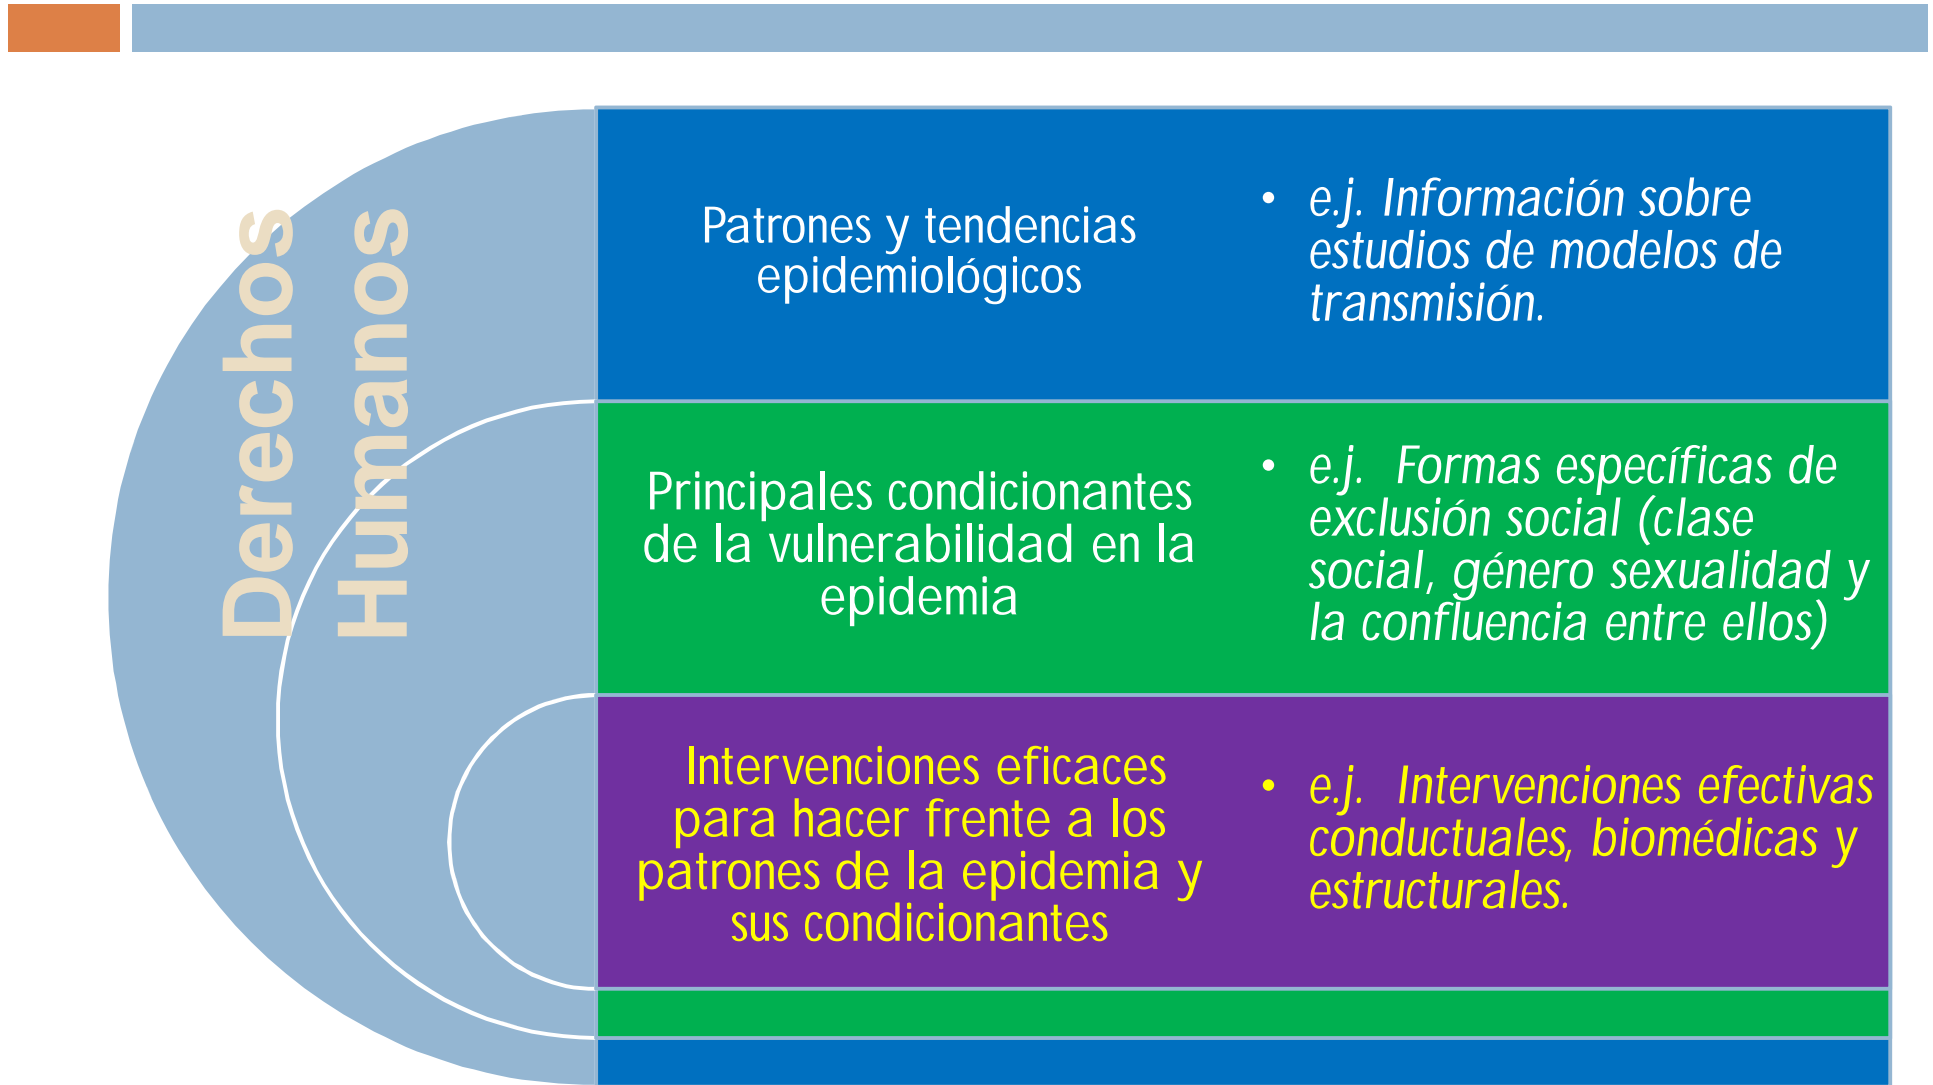 Derechos
Humanos
Patrones y tendencias
epidemiológicos
• e.j. Información sobre
estudios de modelos de
transmisión.
Principales condicionantes
de la vulnerabilidad en la
epidemia
• e.j. Formas específicas de
exclusión social (clase
social, género sexualidad y
la confluencia entre ellos)
Intervenciones eficaces
para hacer frente a los
patrones de la epidemia y
sus condicionantes
• e.j. Intervenciones efectivas
conductuales, biomédicas y
estructurales.